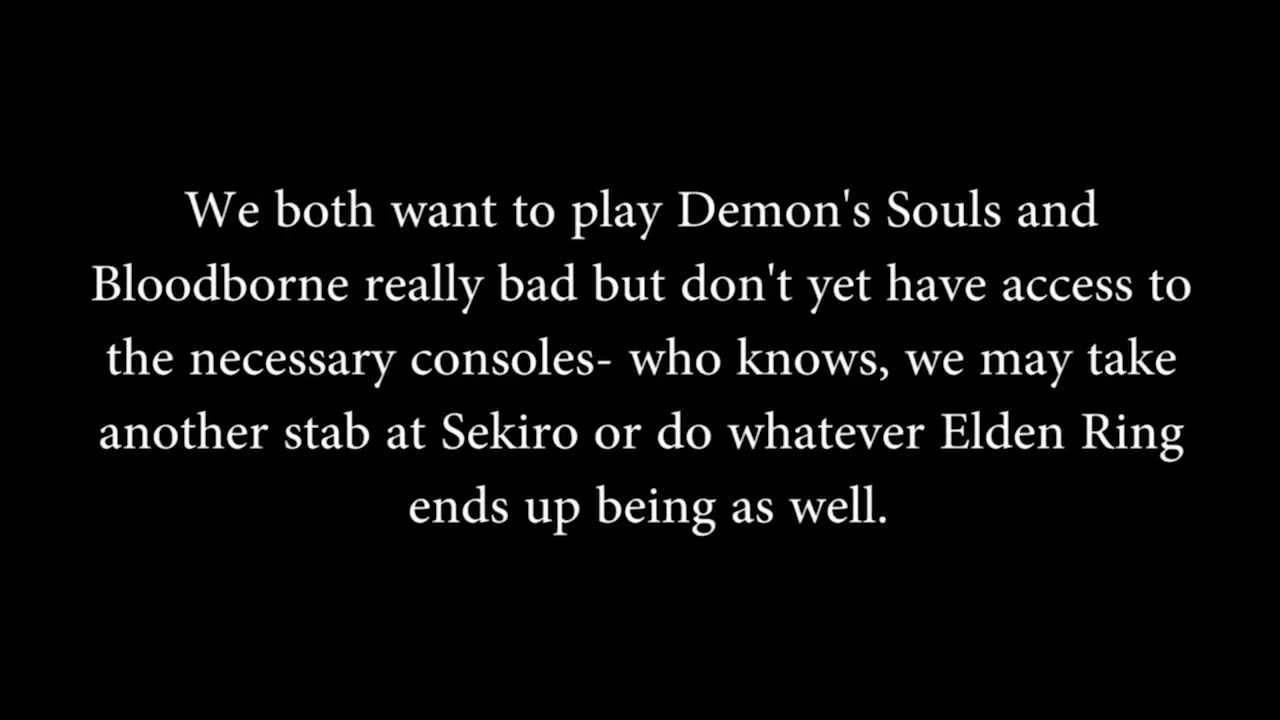 We both want to play Demon's Souls and
Bloodborne really bad but don't yet have access to
the necessary consoles- who knows, we may take
another stab at Sekiro or do whatever Elden Ring
ends up being as well.